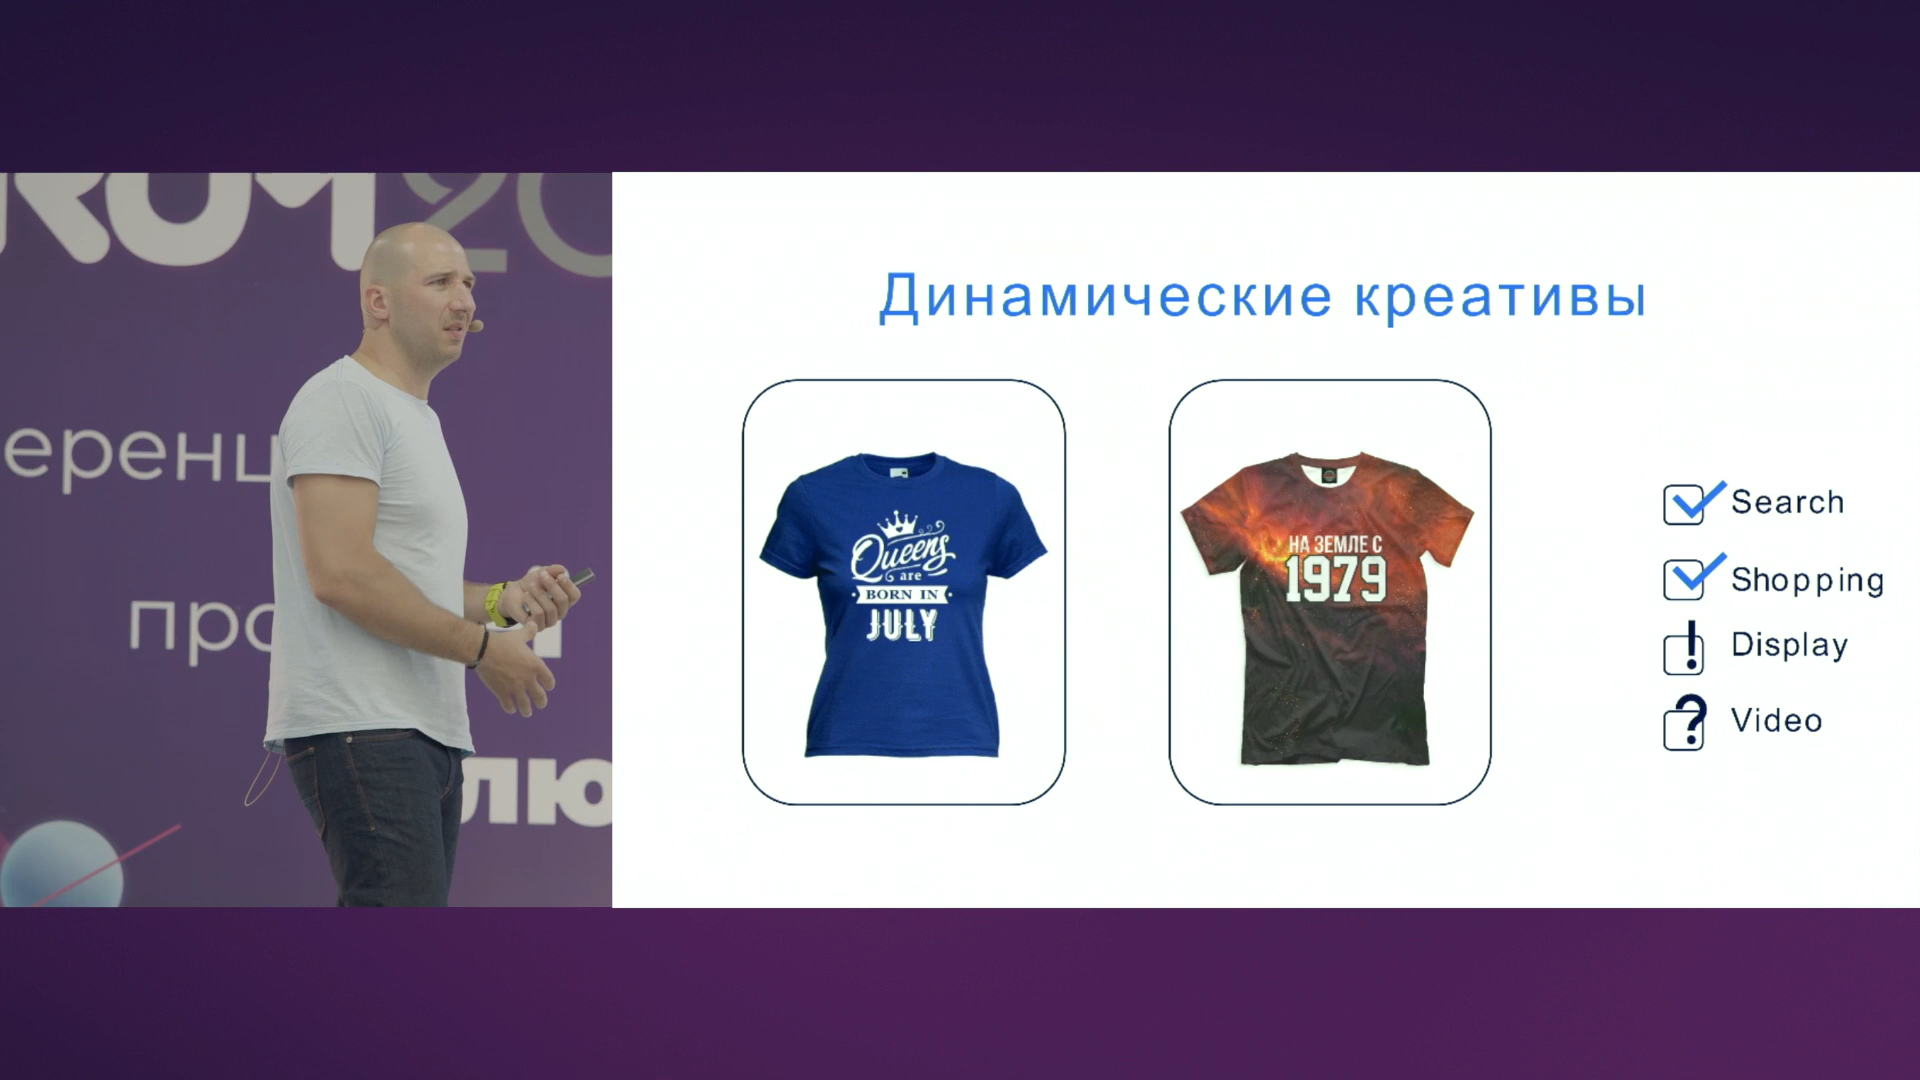 Динамические креативы
Queens
are
BORN IN
JULY
НА ЗЕМЛЕ С
1979
Search
Shopping
Display
Video